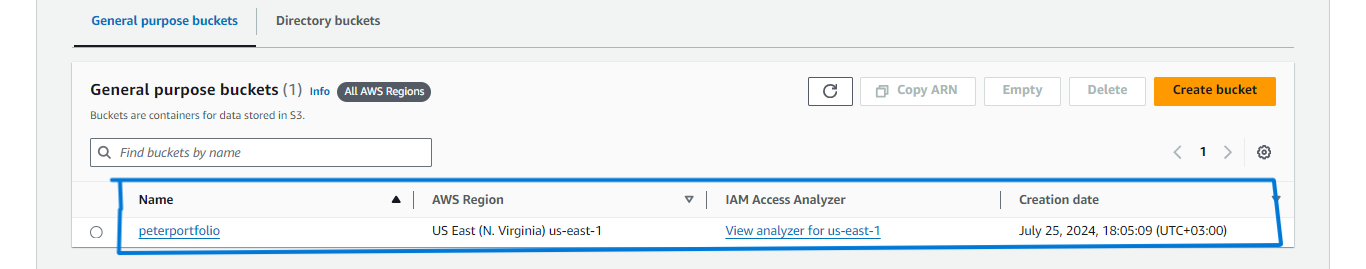 General purpose buckets Directory buckets
General purpose buckets (1) Info All AWS Regions Copy ARN Empty Delete Create bucket
Buckets are containers for data stored in S3.
Find buckets by name 1
Name AWS Region IAM Access Analyzer Creation date
peterportfolio US East (N. Virginia) us-east-1 View analyzer for us-east-1 July 25, 2024, 18:05:09 (UTC+03:00)